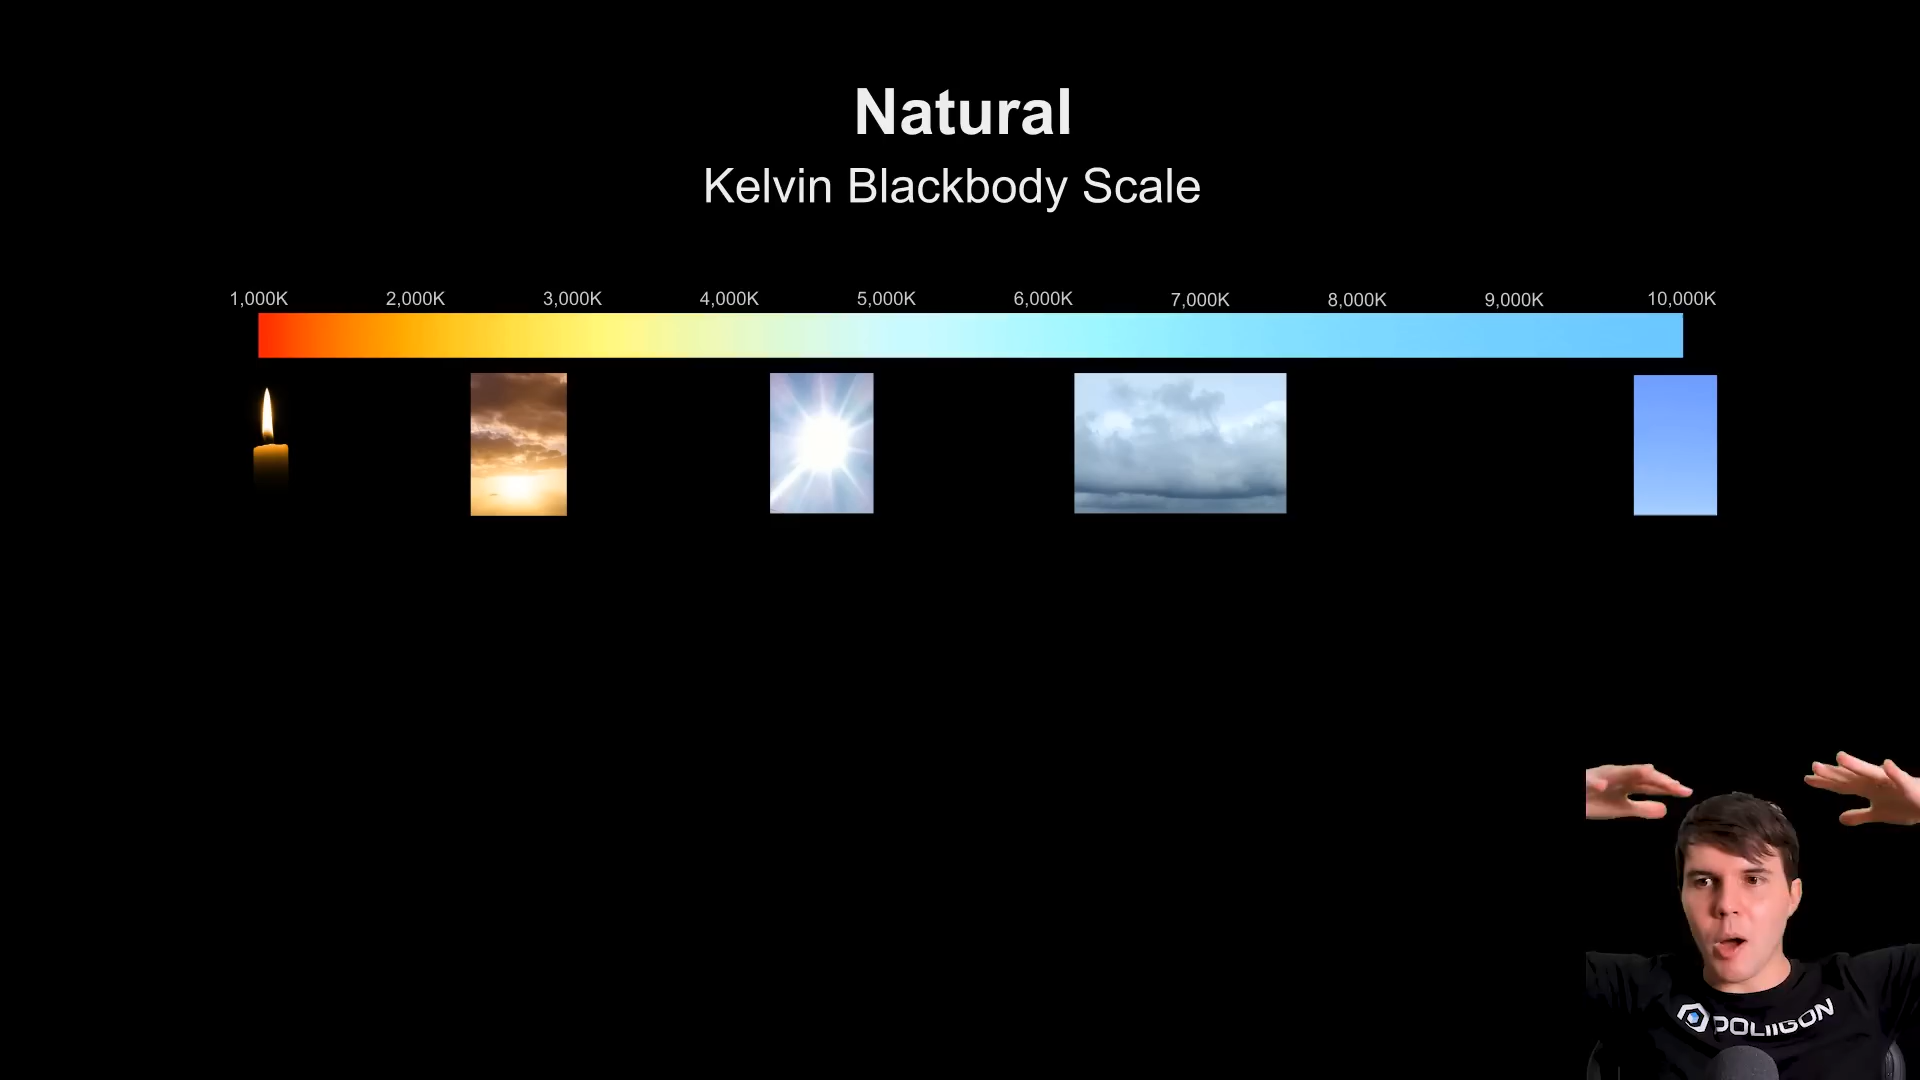 Natural
Kelvin Blackbody Scale
1,000K 2,000K 3,000K 4,000K 5,000K 6,000K 7,000K 8,000K 9,000K 10,000K
POLIIGON